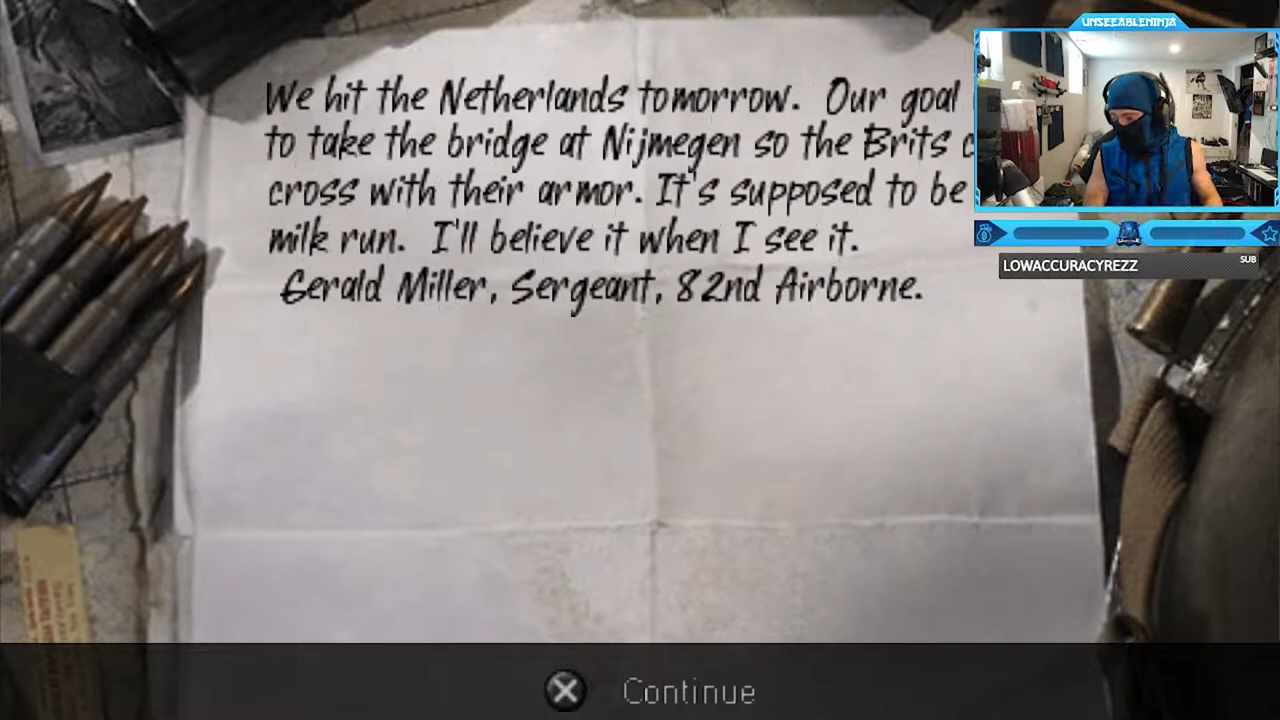 UNSEEABLENINJA
We hit the Netherlands tomorrow. Our goal
to take the bridge at Nijmegen so the Brits c
cross with their armor. It's supposed to be
milk run. I'll believe it when I see it.
Gerald Miller, Sergeant, 82nd Airborne.
LOWACCURACYREZZ
SUB
Continue